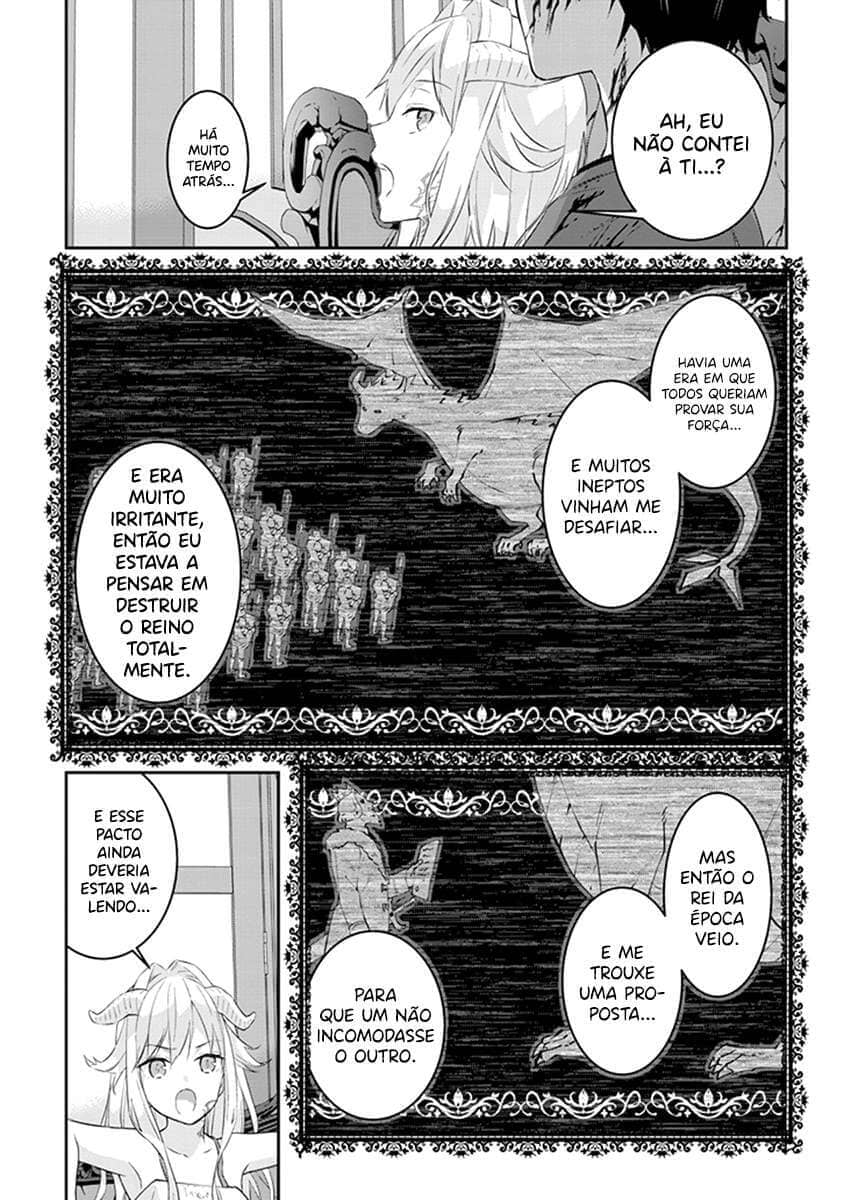 AH, EU
NÃO CONTEI
À TI...?
HÁ
MUITO
TEMPO
ATRÁS...
HAVIA UMA
ERA EM QUE
TODOS QUERIAM
PROVAR SUA
FORÇA...
E MUITOS
INEPTOS
VINHAM ME
DESAFIAR...
E ERA
MUITO
IRRITANTE,
ENTÃO EU
ESTAVA A
PENSAR EM
DESTRUIR
O REINO
TOTAL-
MENTE.
MAS
ENTÃO O
REI DA
ÉPOCA
VEIO.
E ME
TROUXE
UMA PRO-
POSTA...
PARA
QUE UM NÃO
INCOMODASSE
O OUTRO.
E ESSE
PACTO
AINDA
DEVERIA
ESTAR VA-
LENDO...